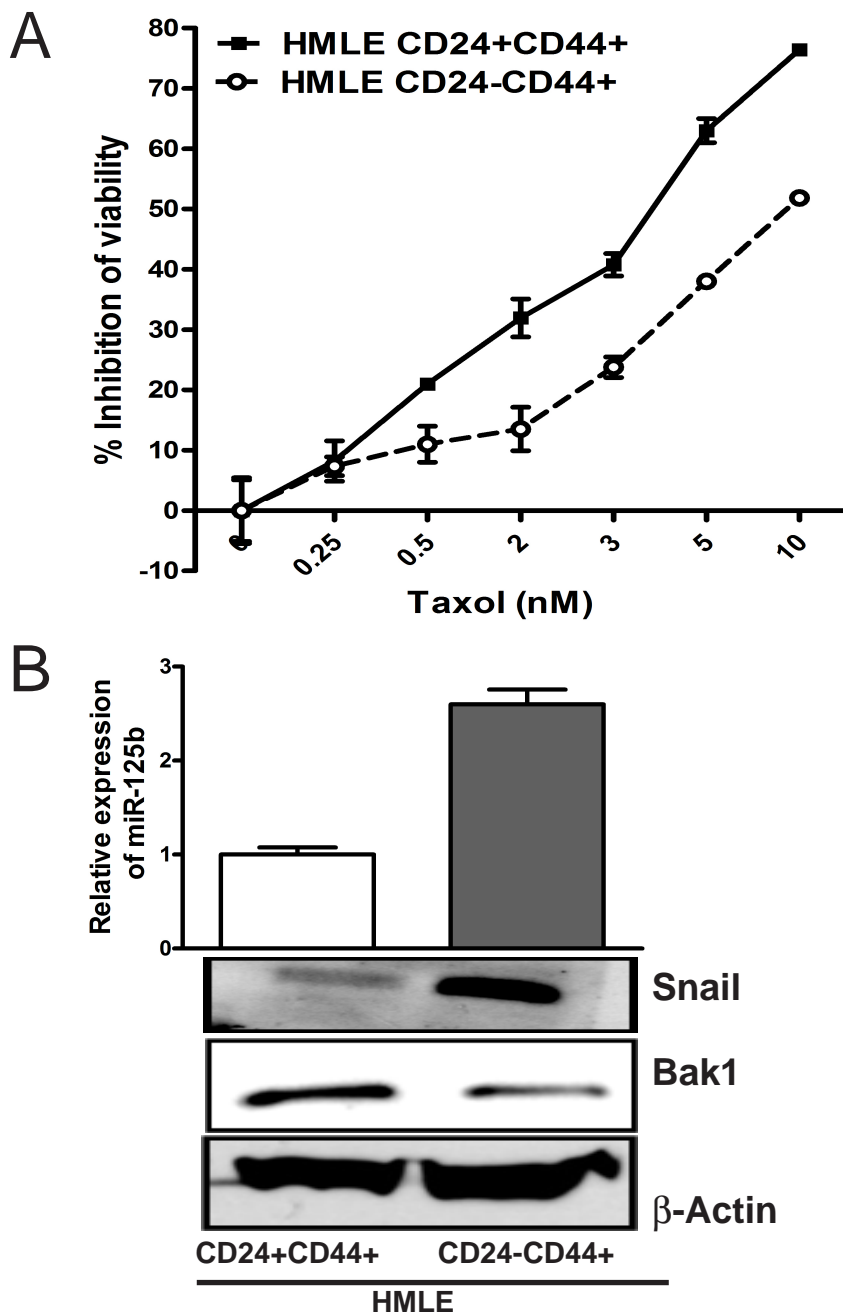 A
HMLE CD24+CD44+
HMLE CD24-CD44+
% Inhibition of viability
80
70
60
50
40
30
20
10
0
-10
0.25
0.5
2
3
5
10
Taxol (nM)
B
Relative expression
of miR-125b
3
2
1
0
Snail
Bak1
β-Actin
CD24+CD44+ CD24-CD44+
HMLE